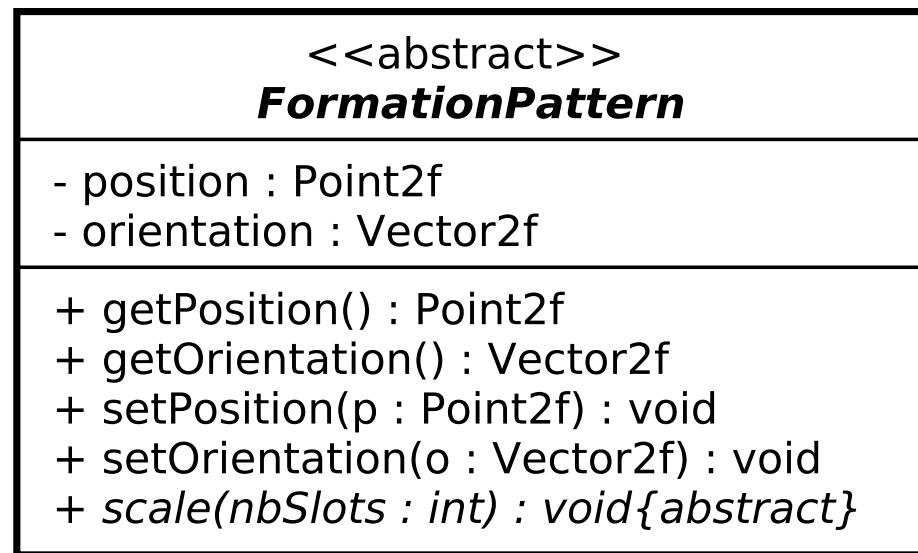 <<abstract>>
FormationPattern
- position : Point2f
- orientation : Vector2f
+ getPosition() : Point2f
+ getOrientation() : Vector2f
+ setPosition(p : Point2f) : void
+ setOrientation(o : Vector2f) : void
+ scale(nbSlots : int) : void{abstract}